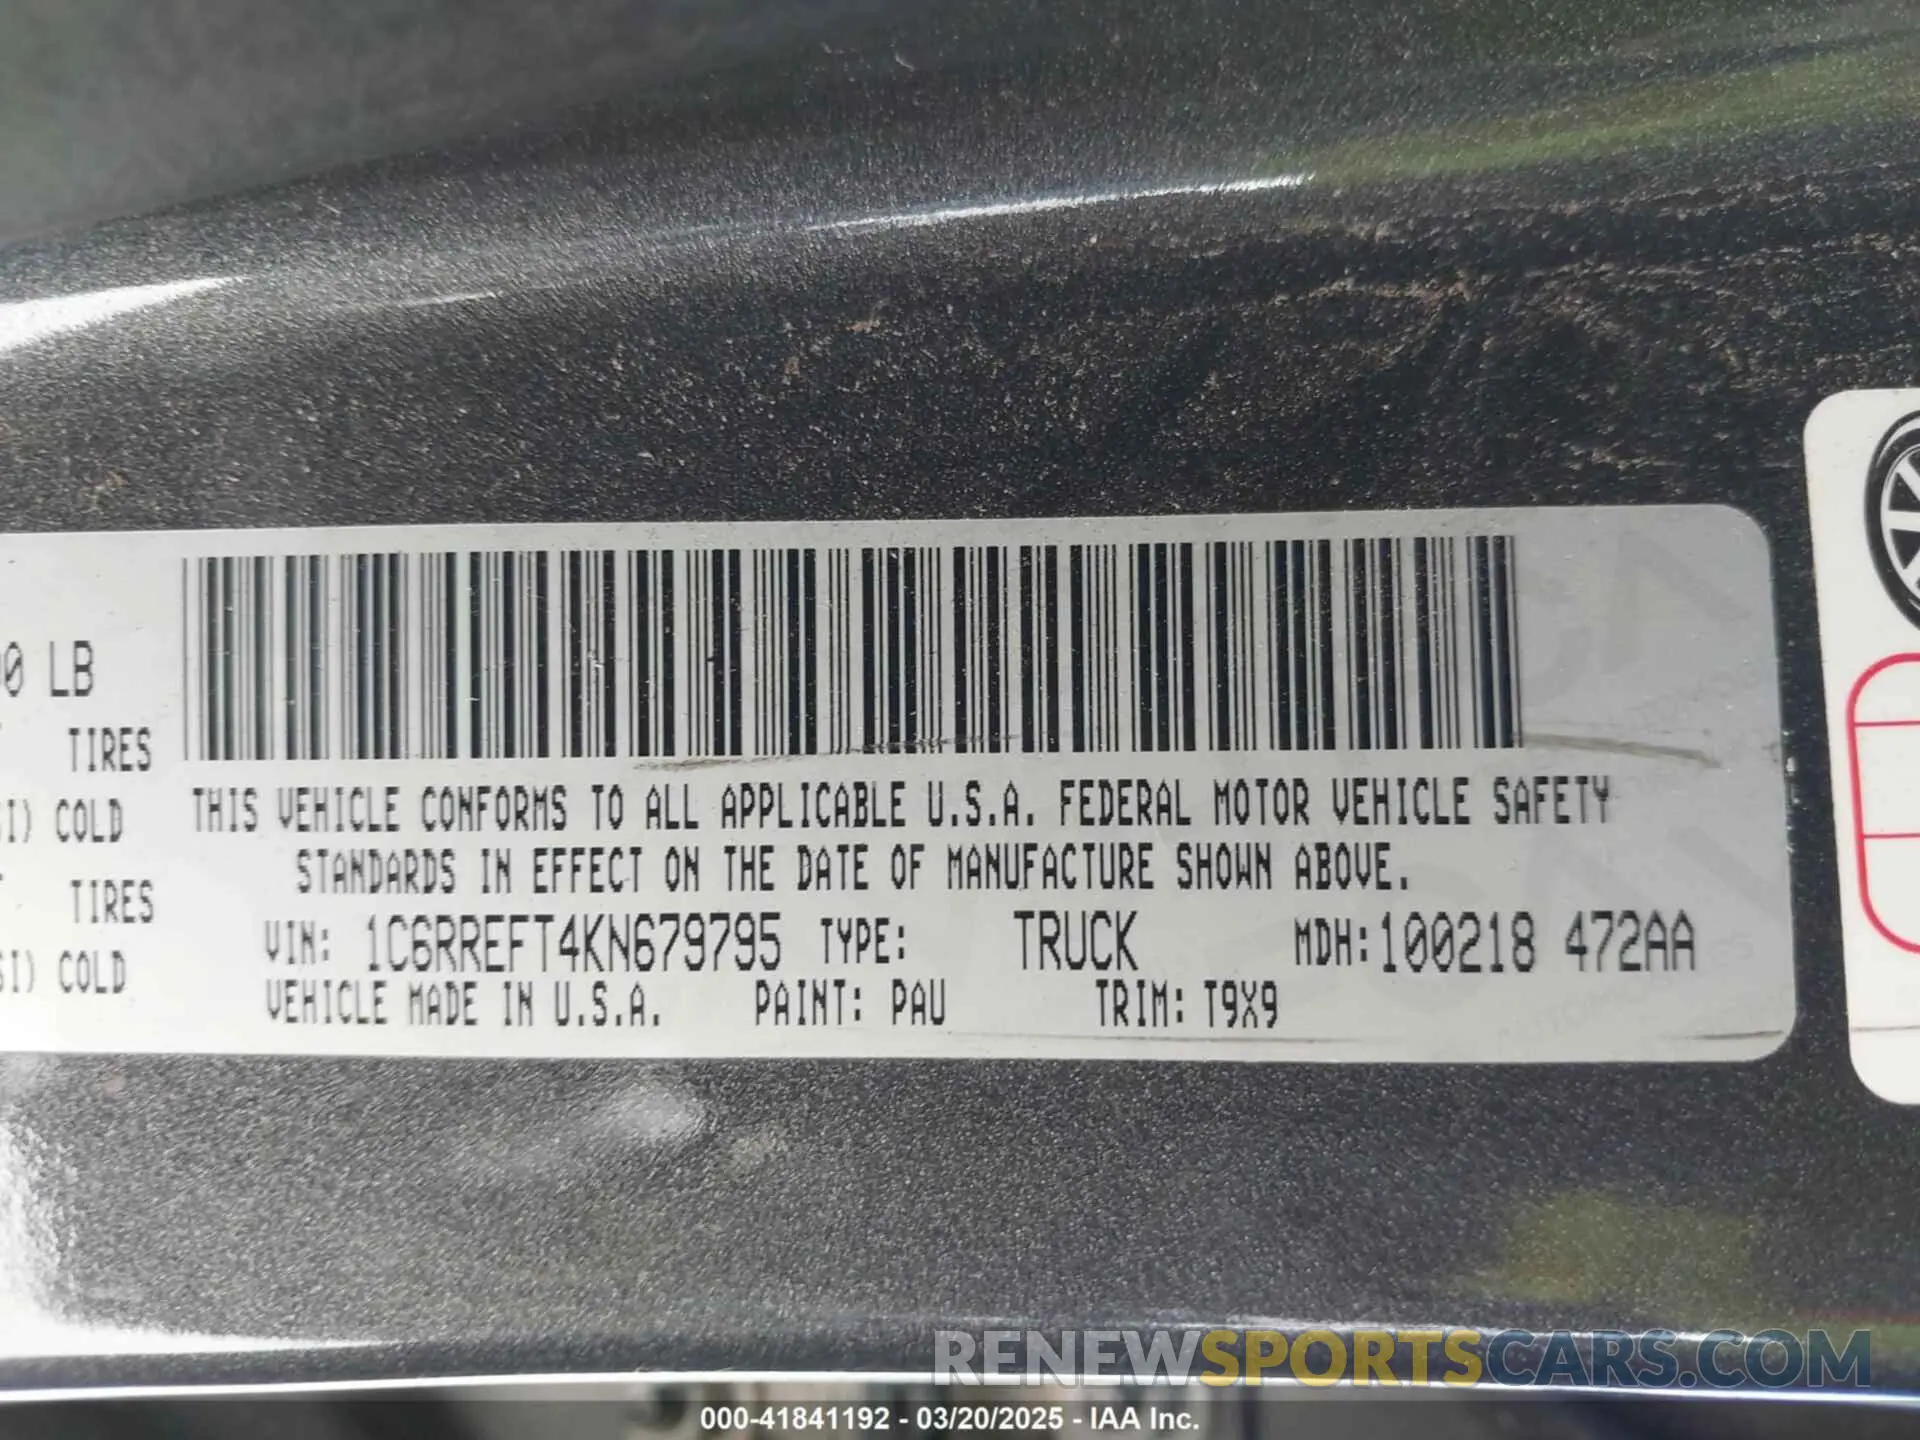 LB
TIRES
COLD
TIRES
COLD
THIS VEHICLE CONFORMS TO ALL APPLICABLE U.S.A. FEDERAL MOTOR VEHICLE SAFETY
STANDARDS IN EFFECT ON THE DATE OF MANUFACTURE SHOWN ABOVE.
VIN: 1C6RREFT4KN679795 TYPE: TRUCK MDH:100218 472AA
VEHICLE MADE IN U.S.A. PAINT: PAU TRIM: T9X9
RENEWSPORTSCARS.COM
000-41841192 - 03/20/2025 - IAA Inc.